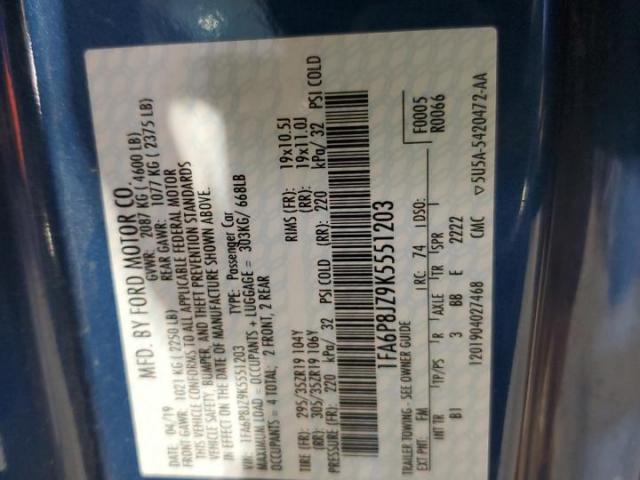 MFD. BY FORD MOTOR CO.
DATE: 04/19 GVWR: 2087 KG ( 4600 LB)
FRONT GAWR: 1021 KG ( 2250 LB) REAR GAWR: 1077 KG ( 2375 LB)
THIS VEHICLE CONFORMS TO ALL APPLICABLE FEDERAL MOTOR
VEHICLE SAFETY, BUMPER, AND THEFT PREVENTION STANDARDS
IN EFFECT ON THE DATE OF MANUFACTURE SHOWN ABOVE.
VIN: 1FA6P8JZ9K5551203 TYPE: Passenger Car
MAXIMUM LOAD = OCCUPANTS + LUGGAGE = 303KG/ 668LB
OCCUPANTS = 4 TOTAL: 2 FRONT, 2 REAR
TIRE (FR): 295/35ZR19 104Y RIMS (FR): 19x10.5J
(RR): 305/35ZR19 106Y (RR): 19x11.0J
PRESSURE (FR): 220 kPa/ 32 PSI COLD (RR): 220 kPa/ 32 PSI COLD
1FA6P8JZ9K5551203
TRAILER TOWING - SEE OWNER GUIDE F0005
EXT PNT: FM RC: 74 DSO: R0066
INT TR TP/PS R AXLE TR SPR
B1 3 BB E 2222
1201904027468 CMC ▽5U5A-5420472-AA